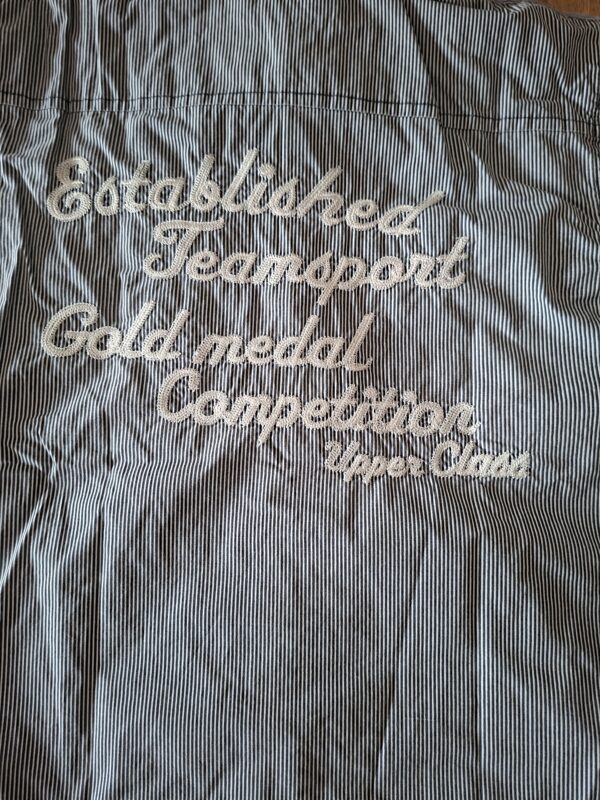 Established
Teamsport
Gold medal
Competition
Upper Class